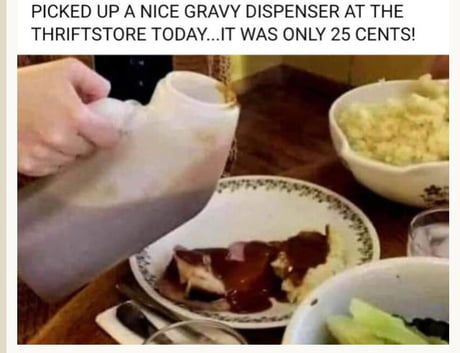 PICKED UP A NICE GRAVY DISPENSER AT THE
THRIFTSTORE TODAY...IT WAS ONLY 25 CENTS!